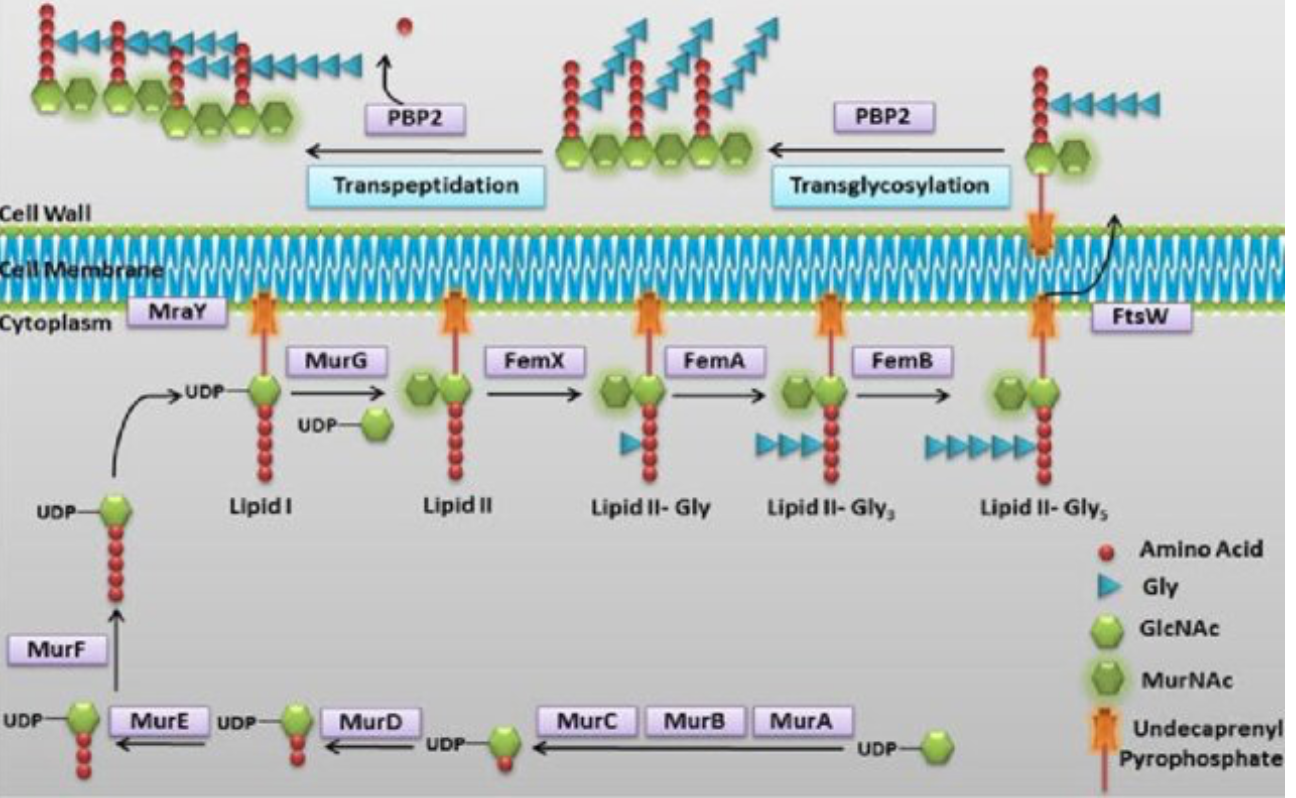 PBP2
PBP2
Transpeptidation
Transglycosylation
Cell Wall
Cell Membrane
MraY
Cytoplasm
FtsW
MurG
FemX
FemA
FemB
UDP
UDP
Lipid I
Lipid II
Lipid II- Gly
Lipid II- Gly₃
Lipid II- Gly₅
UDP
Amino Acid
Gly
GlcNAc
MurF
MurNAc
UDP
MurE
UDP
MurD
UDP
MurC
MurB
MurA
UDP
Undecaprenyl
Pyrophosphate